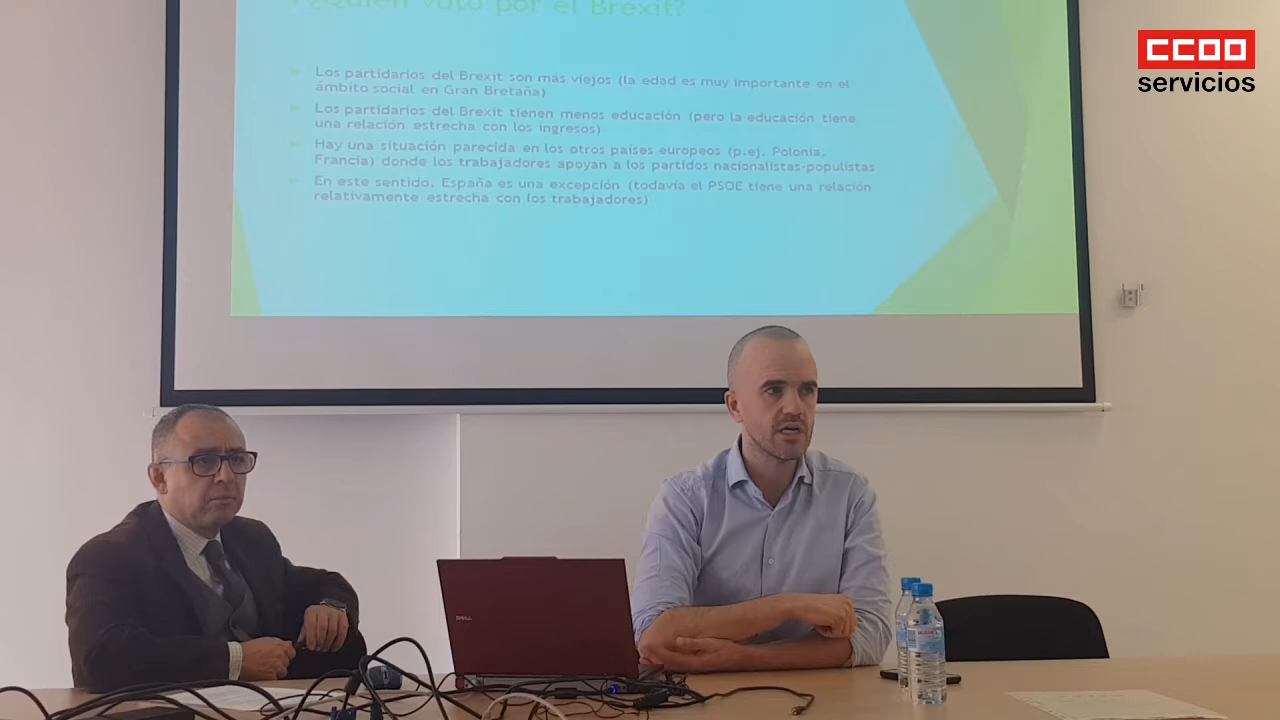 ¿Quién votó por el Brexit?
CCOO
servicios
Los partidarios del Brexit son más viejos (la edad es muy importante en el
ámbito social en Gran Bretaña)
Los partidarios del Brexit tienen menos educación (pero la educación tiene
una relación estrecha con los ingresos)
Hay una situación parecida en los otros países europeos (p.ej. Polonia,
Francia) donde los trabajadores apoyan a los partidos nacionalistas-populistas
En este sentido, España es una excepción (todavía el PSOE tiene una relación
relativamente estrecha con los trabajadores)
DELL